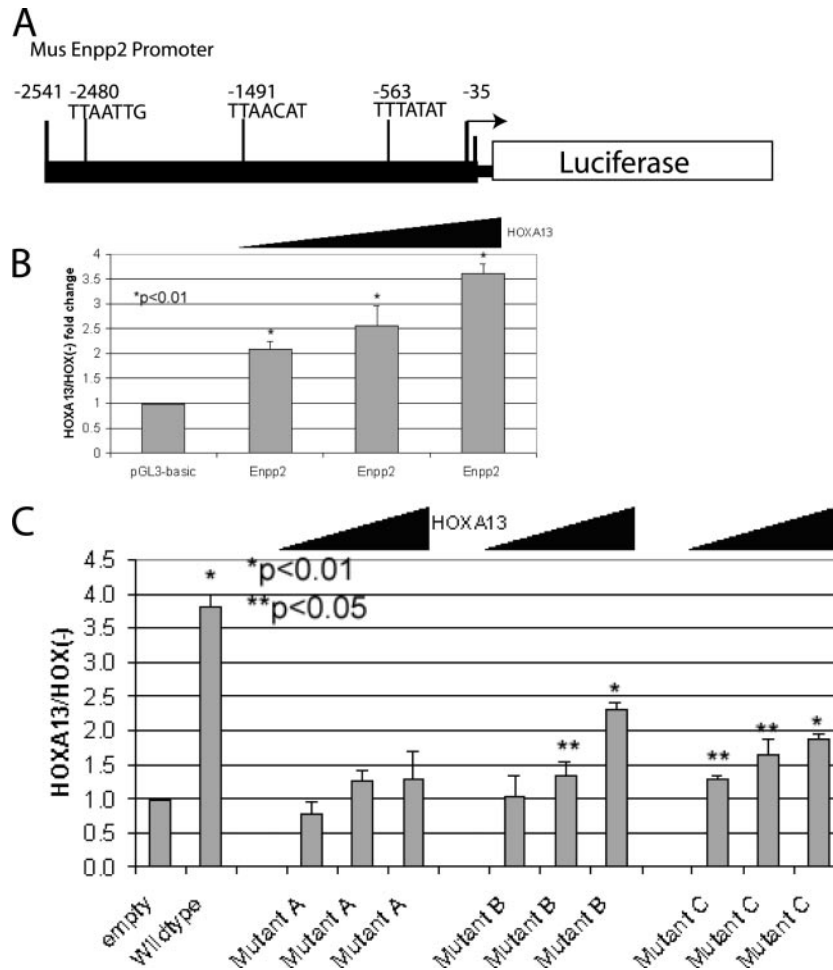 A
Mus Enpp2 Promoter
-2541 -2480 -1491 -563 -35
TTAATTG TTAACAT TTTATAT
Luciferase
B
HOXA13
HOXA13/HOX(-) fold change
4
3.5
3
2.5
2
1.5
1
0.5
0
*p<0.01
* * *
pGL3-basic Enpp2 Enpp2 Enpp2
C
HOXA13
HOXA13/HOX(-)
4.5
4.0
3.5
3.0
2.5
2.0
1.5
1.0
0.5
0.0
*p<0.01
**p<0.05
* ** * ** ** *
empty Wildtype Mutant A Mutant A Mutant A Mutant B Mutant B Mutant B Mutant C Mutant C Mutant C